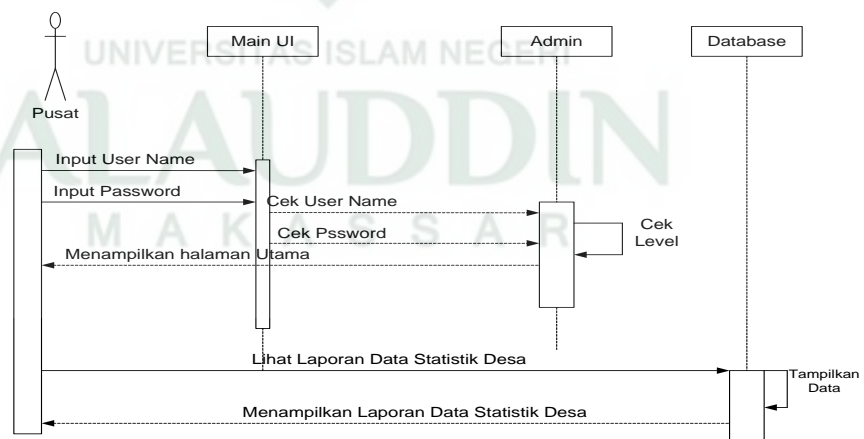 UNIVERSITAS ISLAM NEGERI
ALAUDDIN
MAKASSAR
Main UI
Admin
Database
Pusat
Input User Name
Input Password
Cek User Name
Cek Pssword
Cek
Level
Menampilkan halaman Utama
Lihat Laporan Data Statistik Desa
Tampilkan
Data
Menampilkan Laporan Data Statistik Desa